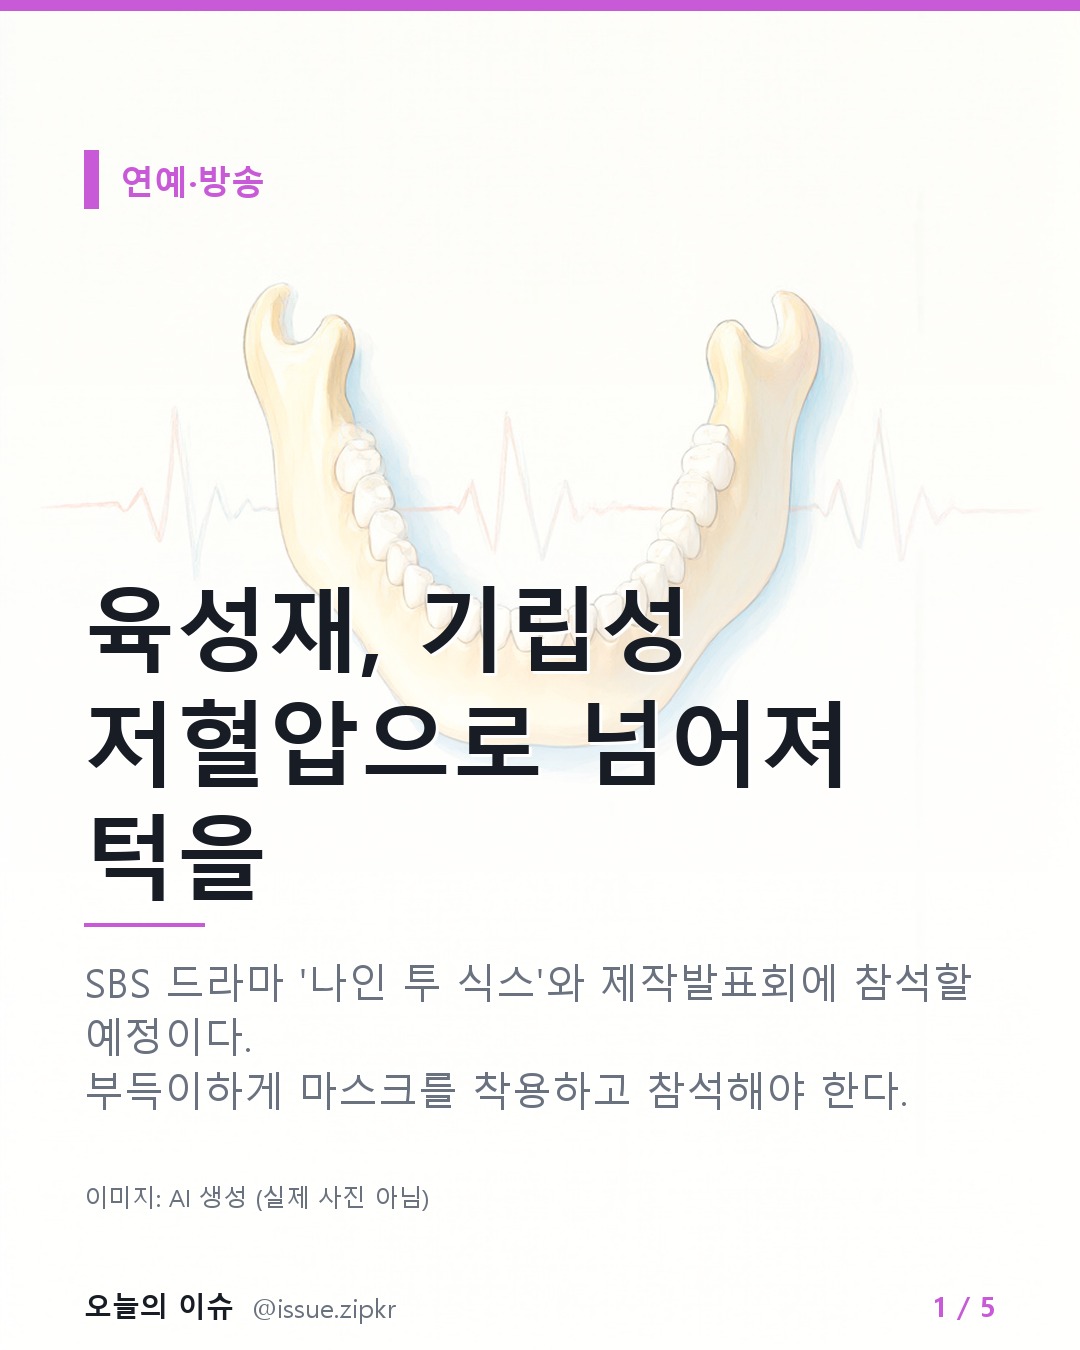 연예·방송
육성재, 기립성
저혈압으로 넘어져
턱을
SBS 드라마 '나인 투 식스'와 제작발표회에 참석할
예정이다.
부득이하게 마스크를 착용하고 참석해야 한다.
이미지: AI 생성 (실제 사진 아님)
오늘의 이슈 @issue.zipkr
1 / 5